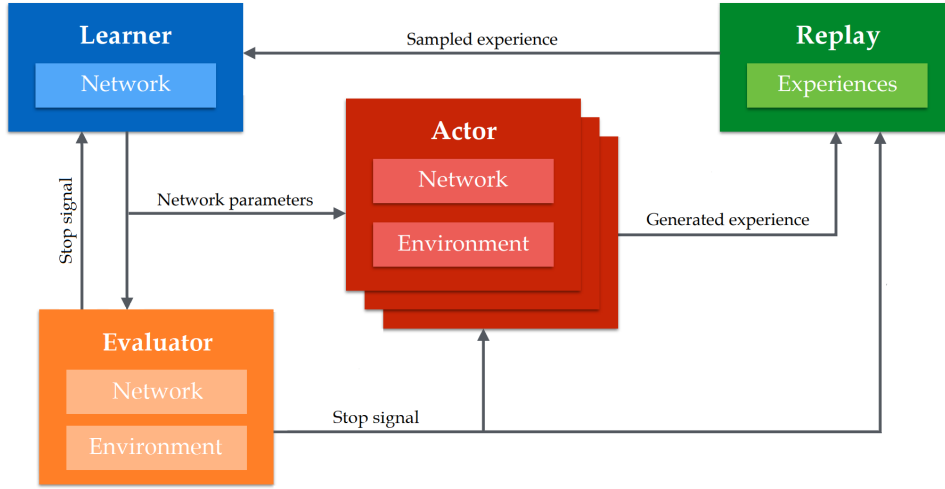 Learner
Network
Sampled experience
Replay
Experiences
Actor
Network
Environment
Network parameters
Generated experience
Stop signal
Evaluator
Network
Environment
Stop signal